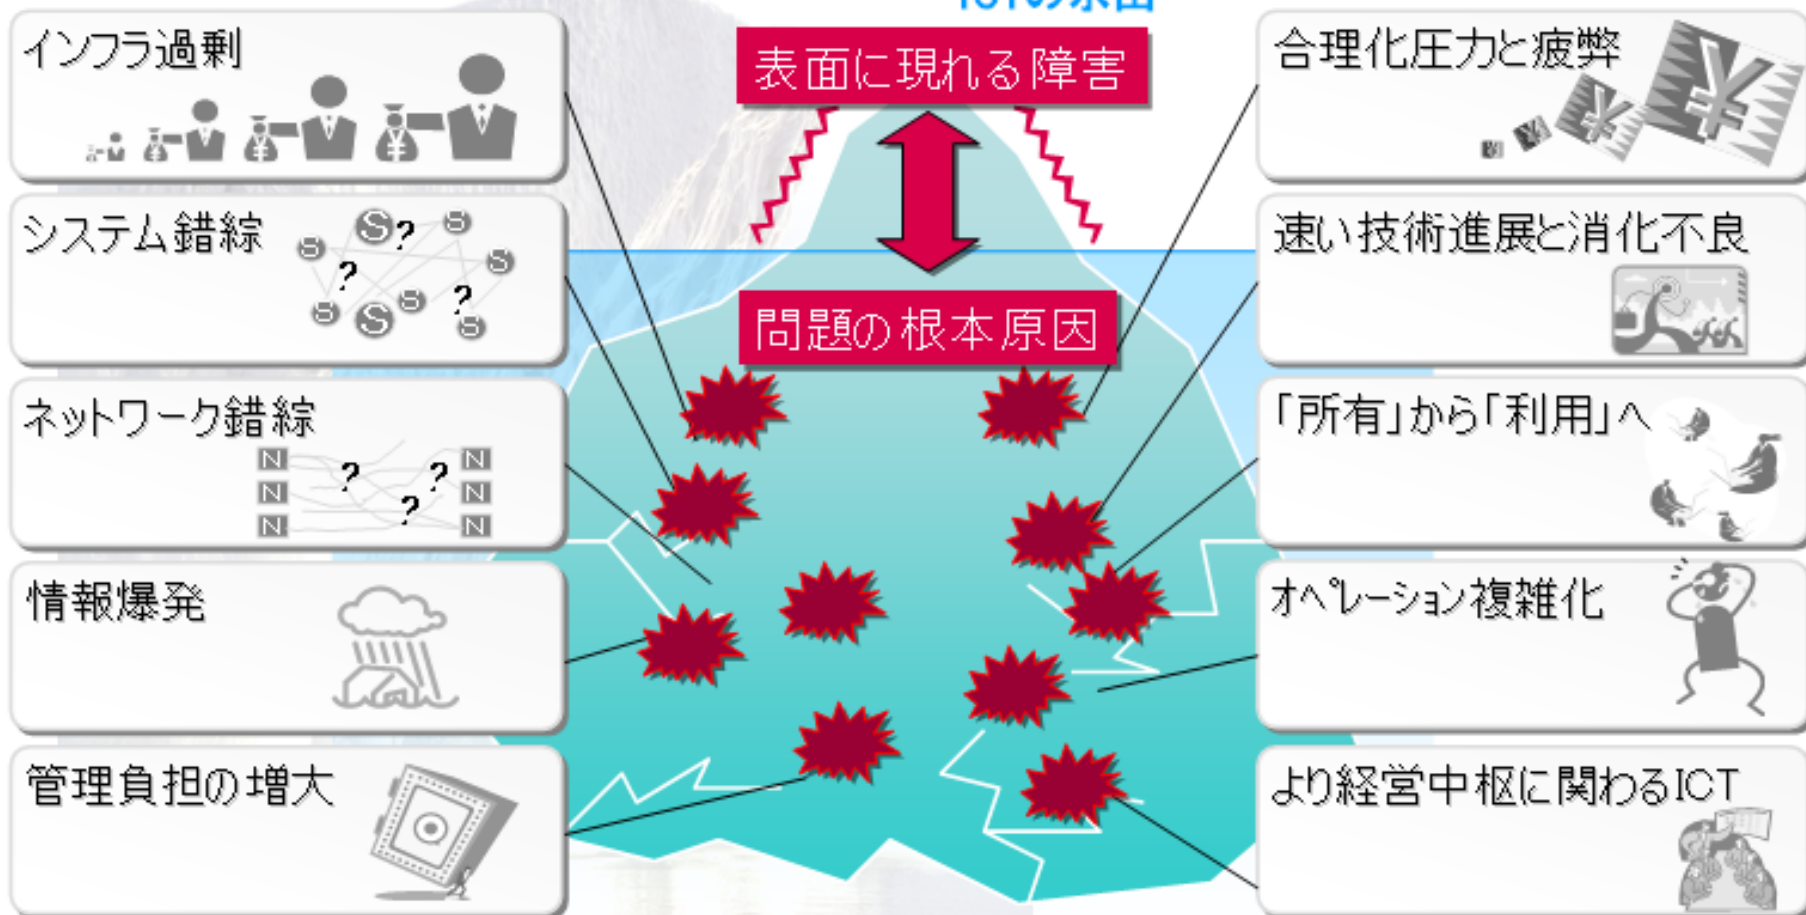 インフラ過剰
¥
¥
¥
システム錯綜
S
S
S
S
S
S
S
S
?
?
?
ネットワーク錯綜
N
N
N
N
N
N
?
?
?
情報爆発
管理負担の増大
表面に現れる障害
問題の根本原因
合理化圧力と疲弊
¥
¥
¥
速い技術進展と消化不良
「所有」から「利用」へ
オペレーション複雑化
より経営中枢に関わるICT